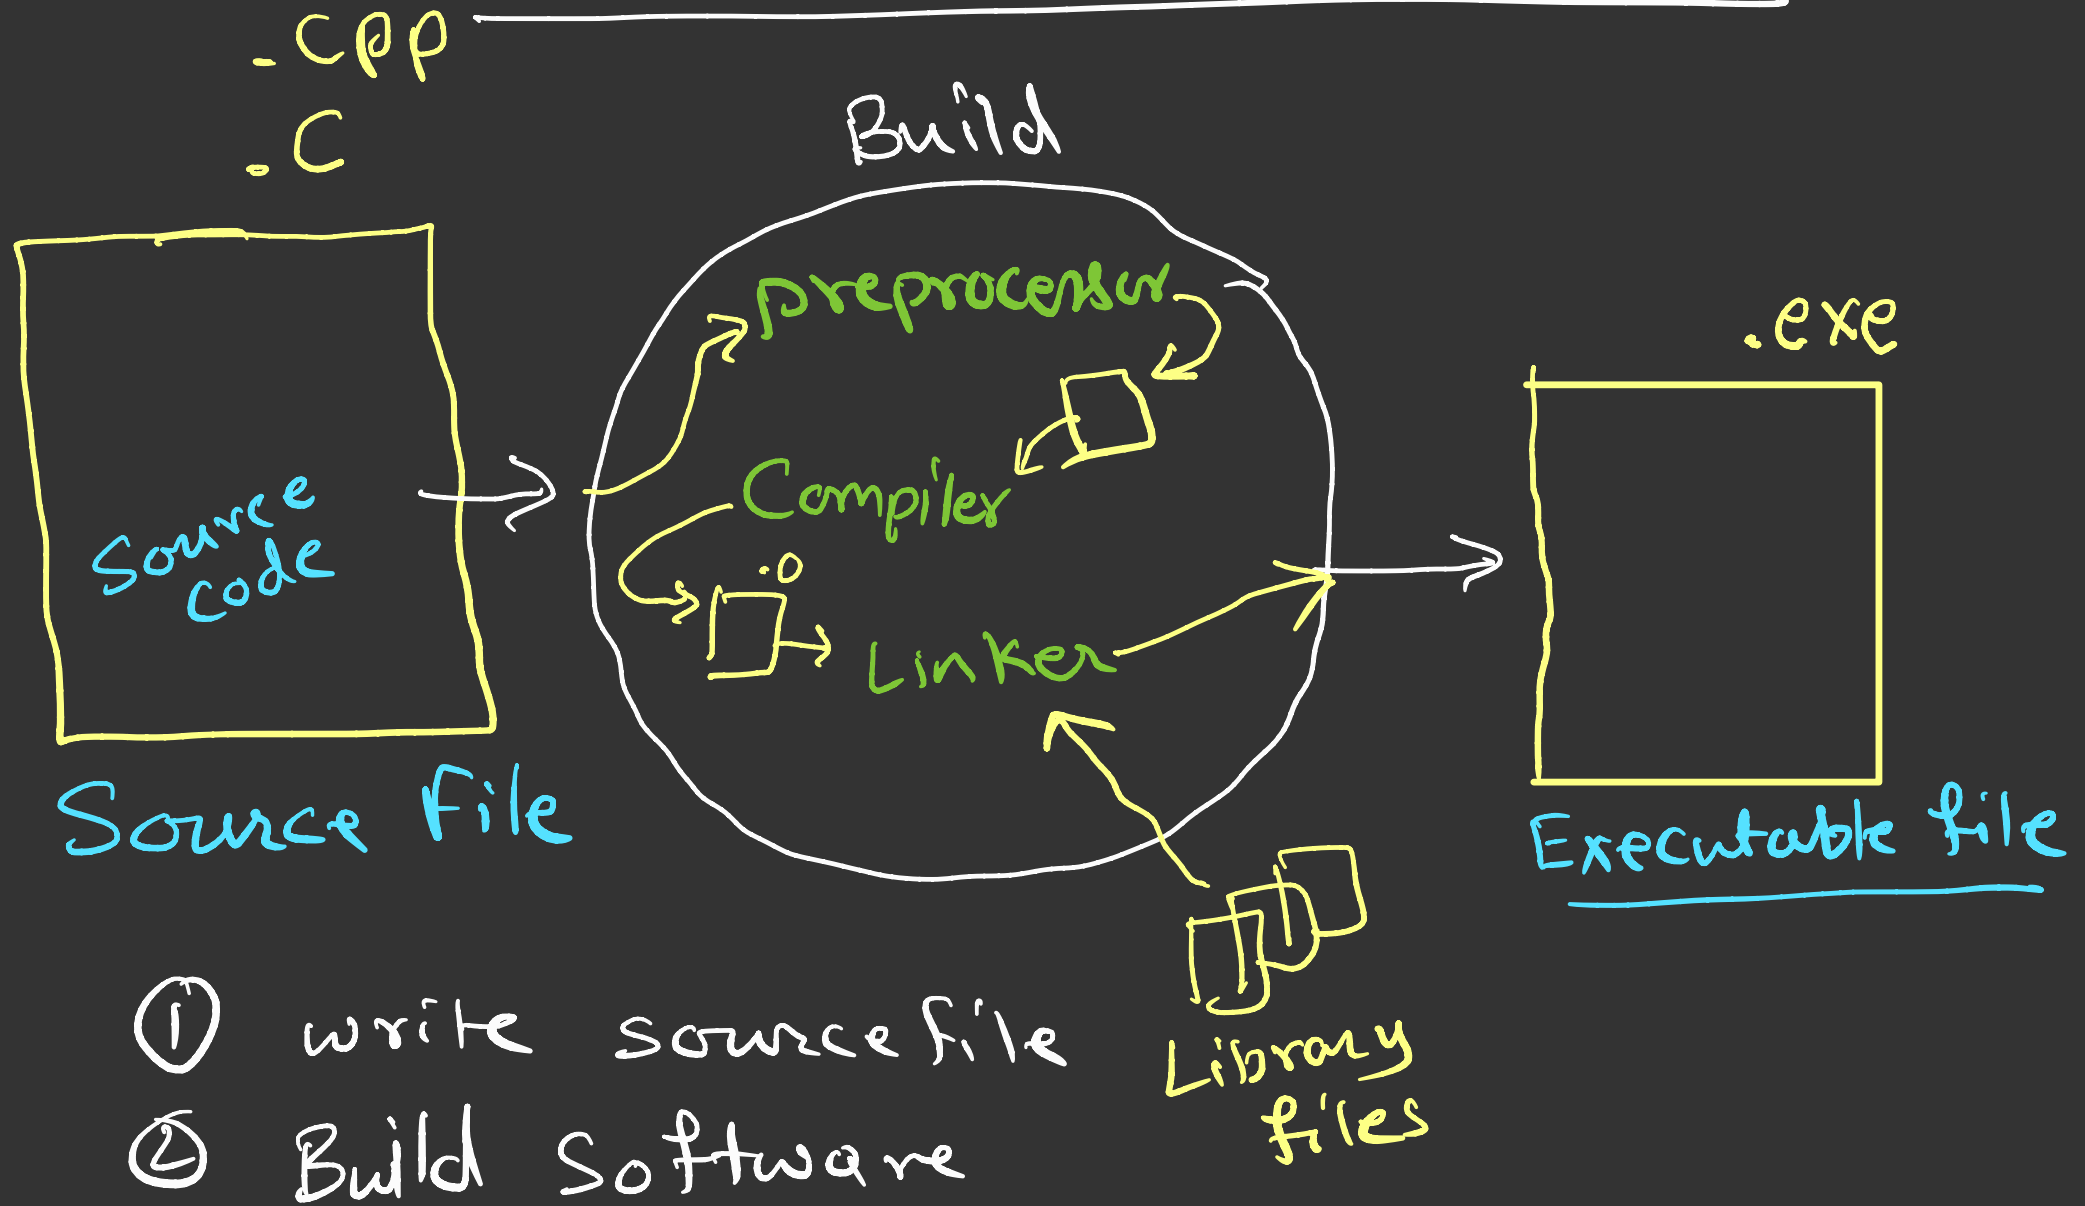 .cpp
.C
Build
preprocessor
.exe
Source
code
Compiler
.o
Linker
Source File
Executable file
① write source file
Library
files
② Build Software